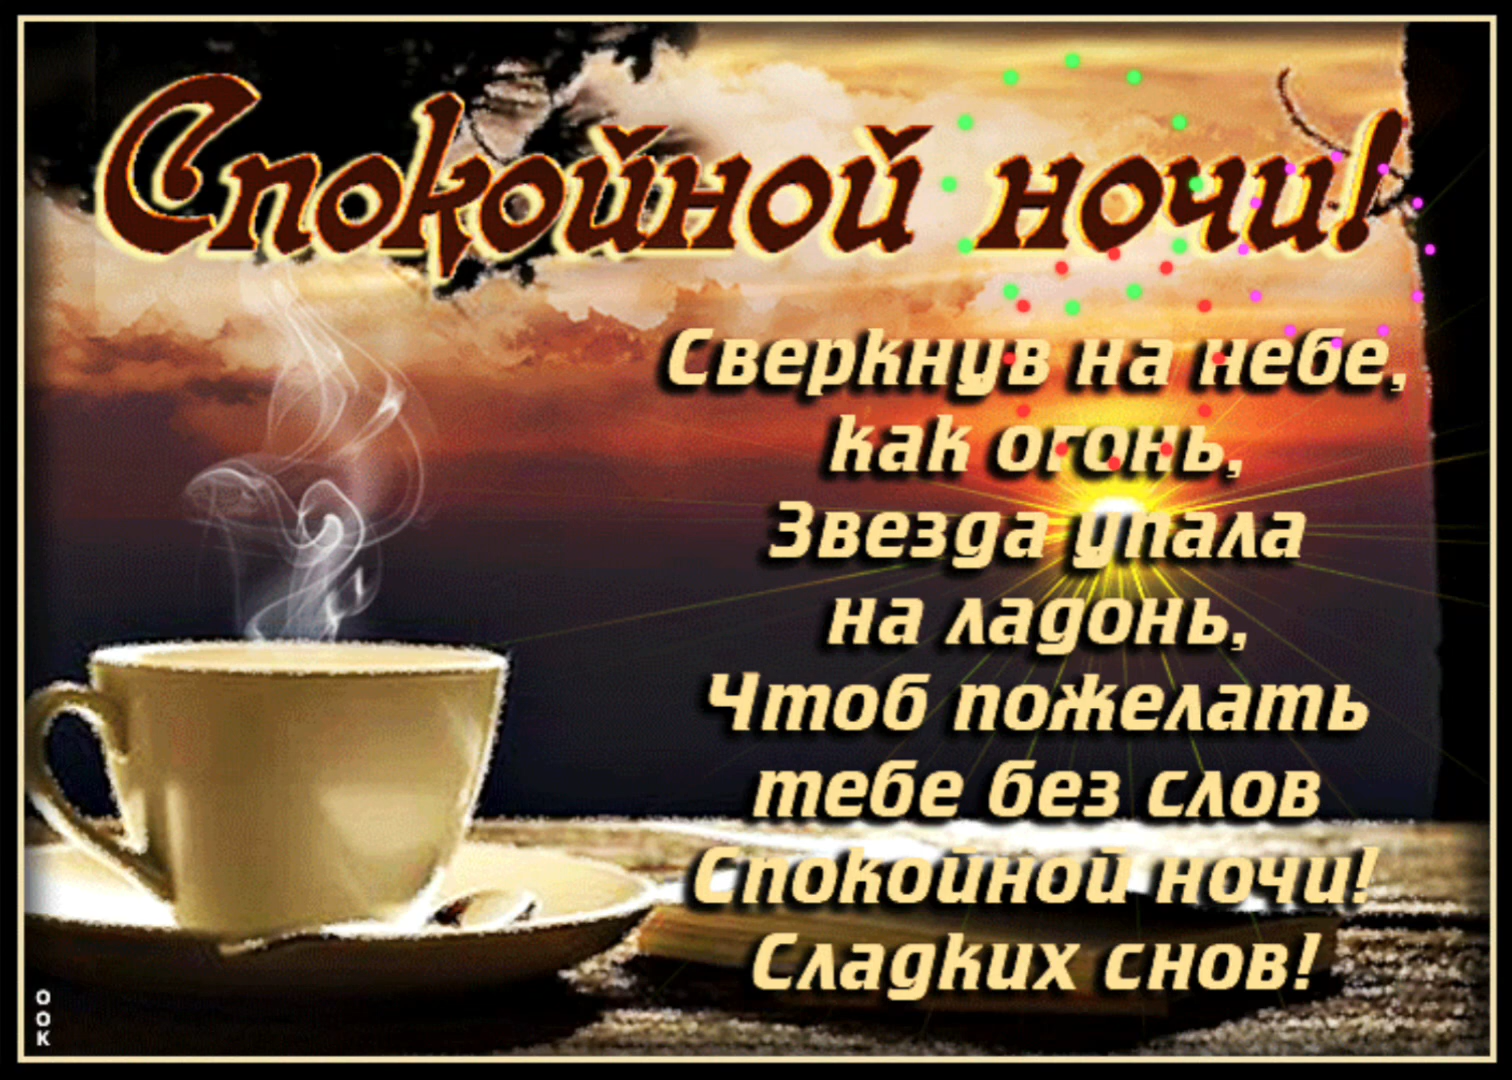 Спокойной ночи!
Сверкнув на небе,
как огонь,
Звезда упала
на ладонь,
Чтоб пожелать
тебе без слов
Спокойной ночи!
Сладких снов!
ООК